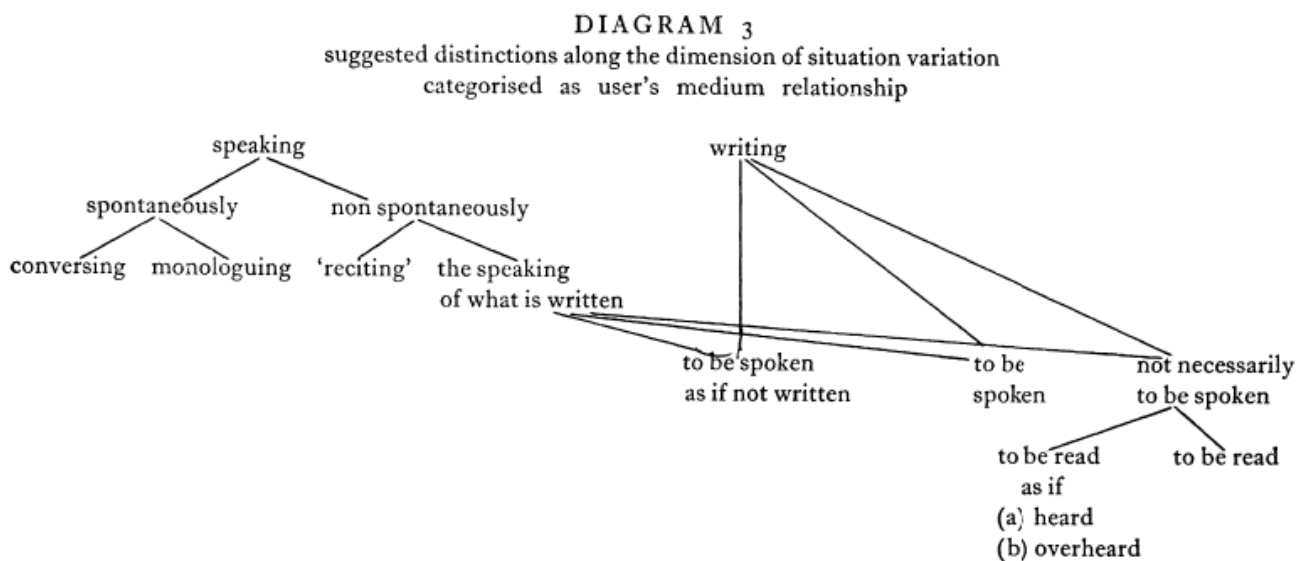 DIAGRAM 3
suggested distinctions along the dimension of situation variation
categorised as user's medium relationship
speaking
writing
spontaneously
non spontaneously
conversing
monologuing
'reciting'
the speaking
of what is written
to be spoken
as if not written
to be
spoken
not necessarily
to be spoken
to be read
as if
(a) heard
(b) overheard
to be read